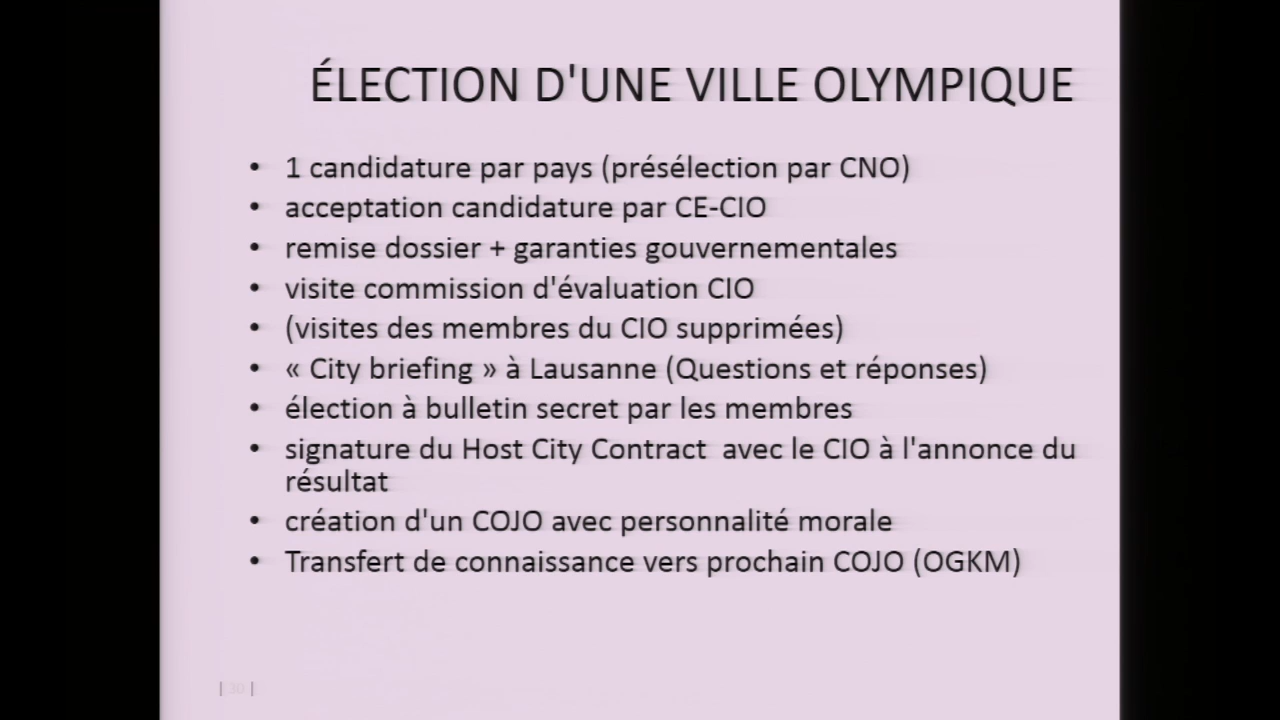 ÉLECTION D'UNE VILLE OLYMPIQUE
• 1 candidature par pays (présélection par CNO)
• acceptation candidature par CE-CIO
• remise dossier + garanties gouvernementales
• visite commission d'évaluation CIO
• (visites des membres du CIO supprimées)
• « City briefing » à Lausanne (Questions et réponses)
• élection à bulletin secret par les membres
• signature du Host City Contract avec le CIO à l'annonce du
résultat
• création d'un COJO avec personnalité morale
• Transfert de connaissance vers prochain COJO (OGKM)
| 30 |